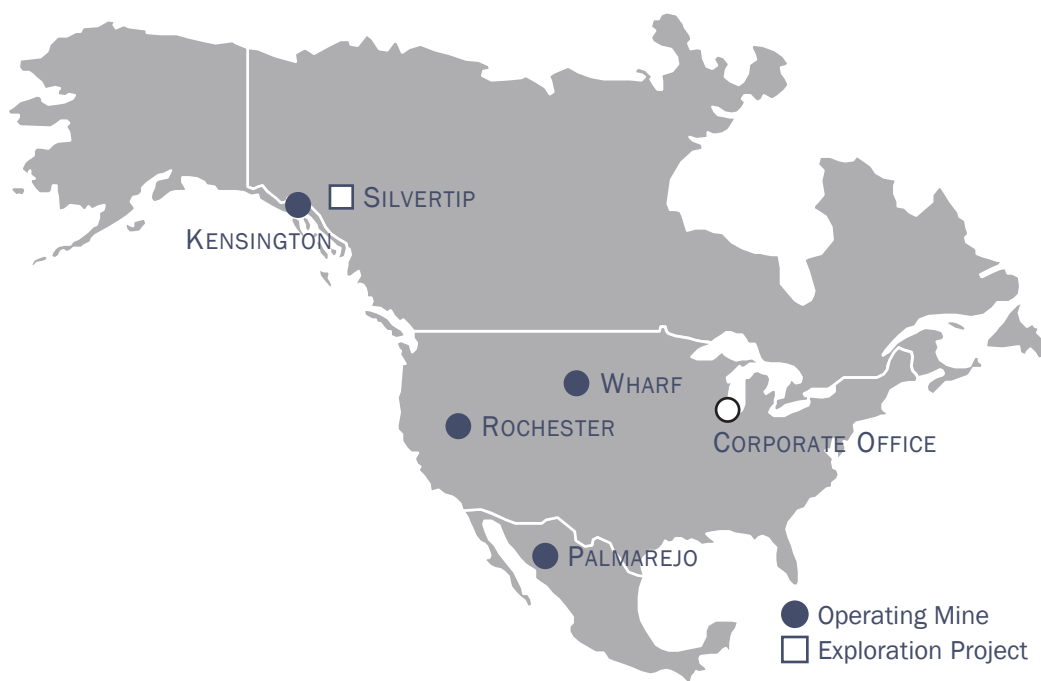 SILVERTIP
KENSINGTON
WHARF
ROCHESTER
CORPORATE OFFICE
PALMAREJO
Operating Mine
Exploration Project